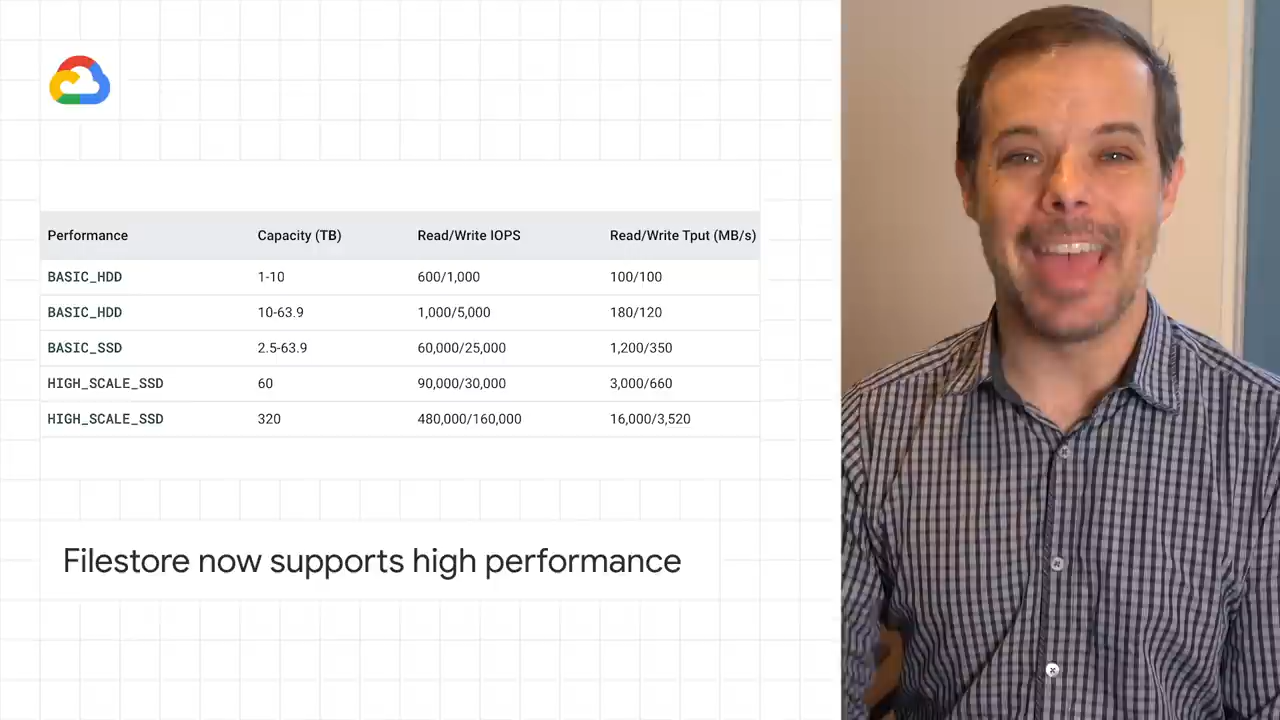 Performance Capacity (TB) Read/Write IOPS Read/Write Tput (MB/s)
BASIC_HDD 1-10 600/1,000 100/100
BASIC_HDD 10-63.9 1,000/5,000 180/120
BASIC_SSD 2.5-63.9 60,000/25,000 1,200/350
HIGH_SCALE_SSD 60 90,000/30,000 3,000/660
HIGH_SCALE_SSD 320 480,000/160,000 16,000/3,520
Filestore now supports high performance